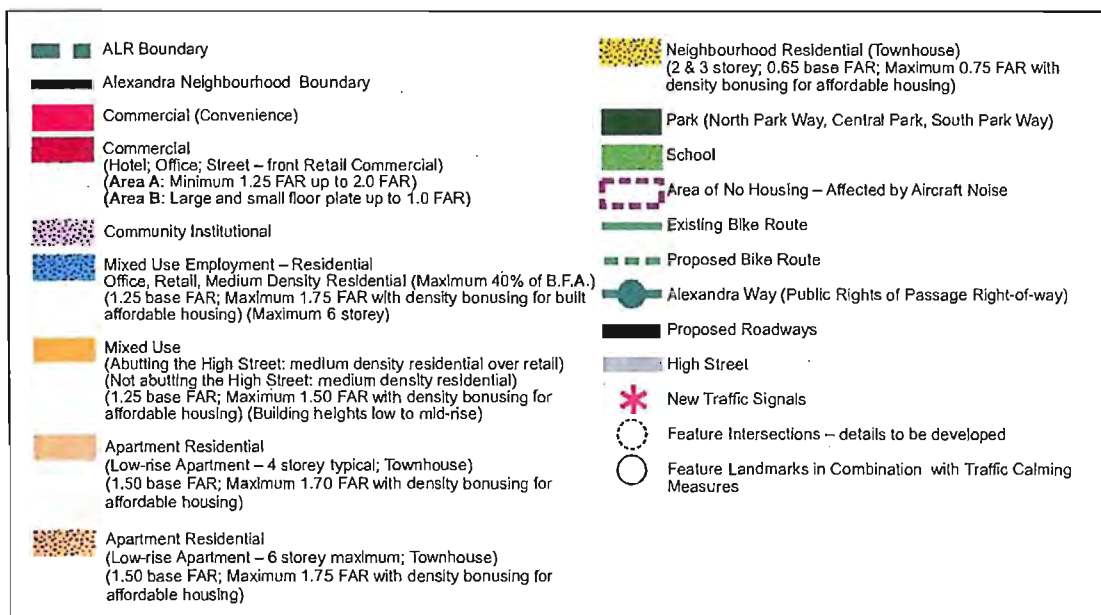 ALR Boundary
Alexandra Neighbourhood Boundary
Commercial (Convenience)
Commercial
(Hotel; Office; Street – front Retail Commercial)
(Area A: Minimum 1.25 FAR up to 2.0 FAR)
(Area B: Large and small floor plate up to 1.0 FAR)
Community Institutional
Mixed Use Employment – Residential
Office, Retail, Medium Density Residential (Maximum 40% of B.F.A.)
(1.25 base FAR; Maximum 1.75 FAR with density bonusing for built
affordable housing) (Maximum 6 storey)
Mixed Use
(Abutting the High Street: medium density residential over retail)
(Not abutting the High Street: medium density residential)
(1.25 base FAR; Maximum 1.50 FAR with density bonusing for
affordable housing) (Building heights low to mid-rise)
Apartment Residential
(Low-rise Apartment – 4 storey typical; Townhouse)
(1.50 base FAR; Maximum 1.70 FAR with density bonusing for
affordable housing)
Apartment Residential
(Low-rise Apartment – 6 storey maximum; Townhouse)
(1.50 base FAR; Maximum 1.75 FAR with density bonusing for
affordable housing)
Neighbourhood Residential (Townhouse)
(2 & 3 storey; 0.65 base FAR; Maximum 0.75 FAR with
density bonusing for affordable housing)
Park (North Park Way, Central Park, South Park Way)
School
Area of No Housing – Affected by Aircraft Noise
Existing Bike Route
Proposed Bike Route
Alexandra Way (Public Rights of Passage Right-of-way)
Proposed Roadways
High Street
New Traffic Signals
Feature Intersections – details to be developed
Feature Landmarks in Combination with Traffic Calming
Measures